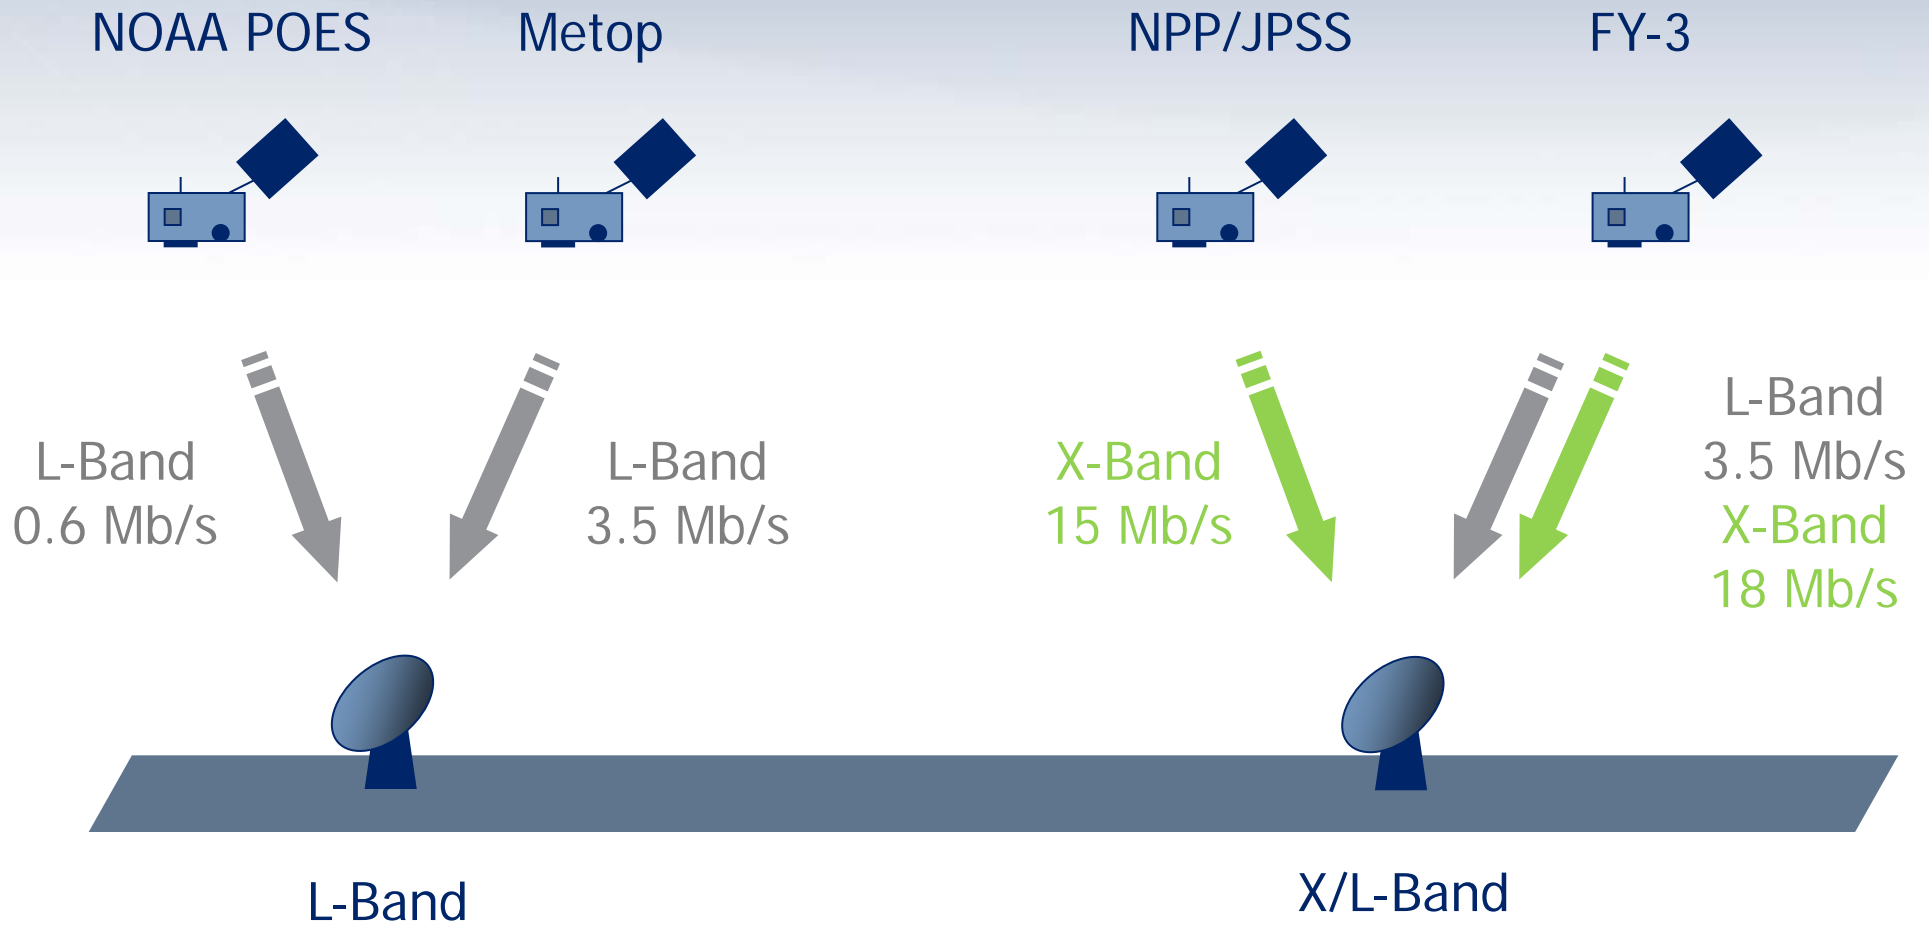 NOAA POES
Metop
NPP/JPSS
FY-3
L-Band
0.6 Mb/s
L-Band
3.5 Mb/s
X-Band
15 Mb/s
L-Band
3.5 Mb/s
X-Band
18 Mb/s
L-Band
X/L-Band